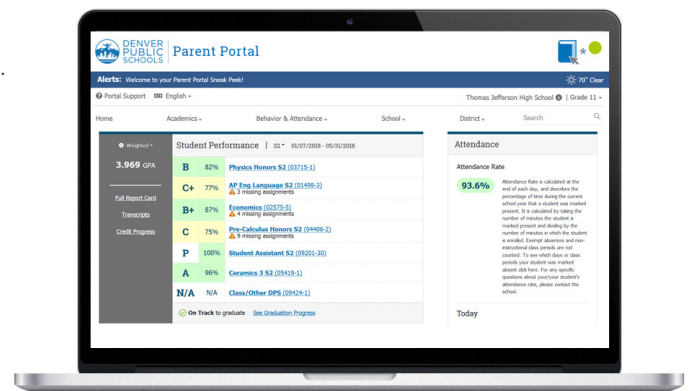 DENVER
PUBLIC
SCHOOLS
Parent Portal
Alerts: Welcome to your Parent Portal Sneak Peek!
70° Clear
Portal Support
English
Thomas Jefferson High School | Grade 11
Home
Academics
Behavior & Attendance
School
District
Search
Weighted
3.969 GPA
Full Report Card
Transcripts
Credit Progress
Student Performance | S2 01/07/2018 - 05/31/2018
B 82% Physics Honors S2 (03715-1)
C+ 77% AP Eng Language S2 (01498-3)
3 missing assignments
B+ 87% Economics (02575-5)
4 missing assignments
C 75% Pre-Calculus Honors S2 (04406-2)
9 missing assignments
P 100% Student Assistant S2 (09201-30)
A 96% Ceramics 3 S2 (05419-1)
N/A N/A Class/Other DPS (09424-1)
On Track to graduate See Graduation Progress
Attendance
Attendance Rate
93.6%
Attendance Rate is calculated at the
end of each day, and describes the
percentage of time during the current
school year that a student was marked
present. It is calculated by taking the
number of minutes the student is
marked present and dividing by the
number of minutes in which the student
is enrolled. Exempt absences and non-
instructional class periods are not
counted. To see which days or class
periods your student was marked
absent click here. For any specific
questions about your/your student's
attendance rate, please contact the
school.
Today